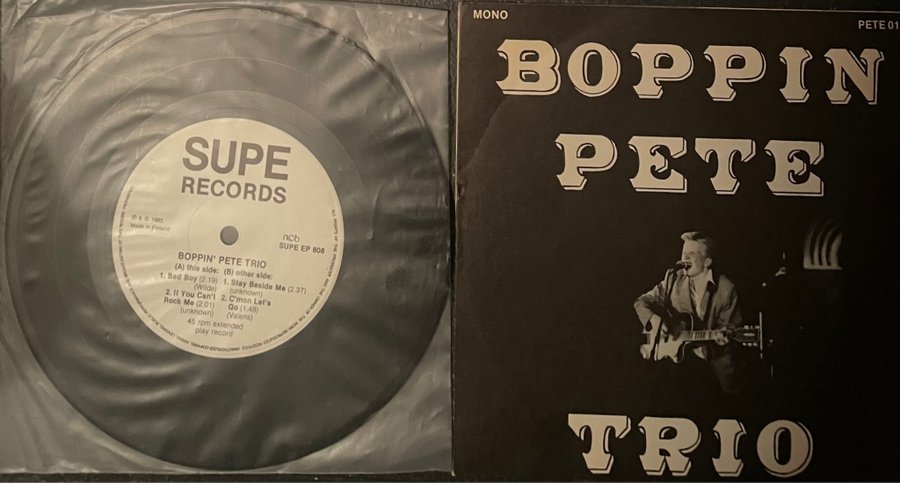 SUPE
RECORDS
℗ & © 1985
Made in Finland
ncb
SUPE EP 808
BOPPIN' PETE TRIO
(A) this side: (B) other side:
1. Bad Boy (2.19) 1. Stay Beside Me (2.37)
(Wilde) (unknown)
2. If You Can't 2. C'mon Let's
Rock Me (2.01) Go (1.48)
(unknown) (Valens)
45 rpm extended
play record
MONO
PETE 01
BOPPIN
PETE
TRIO